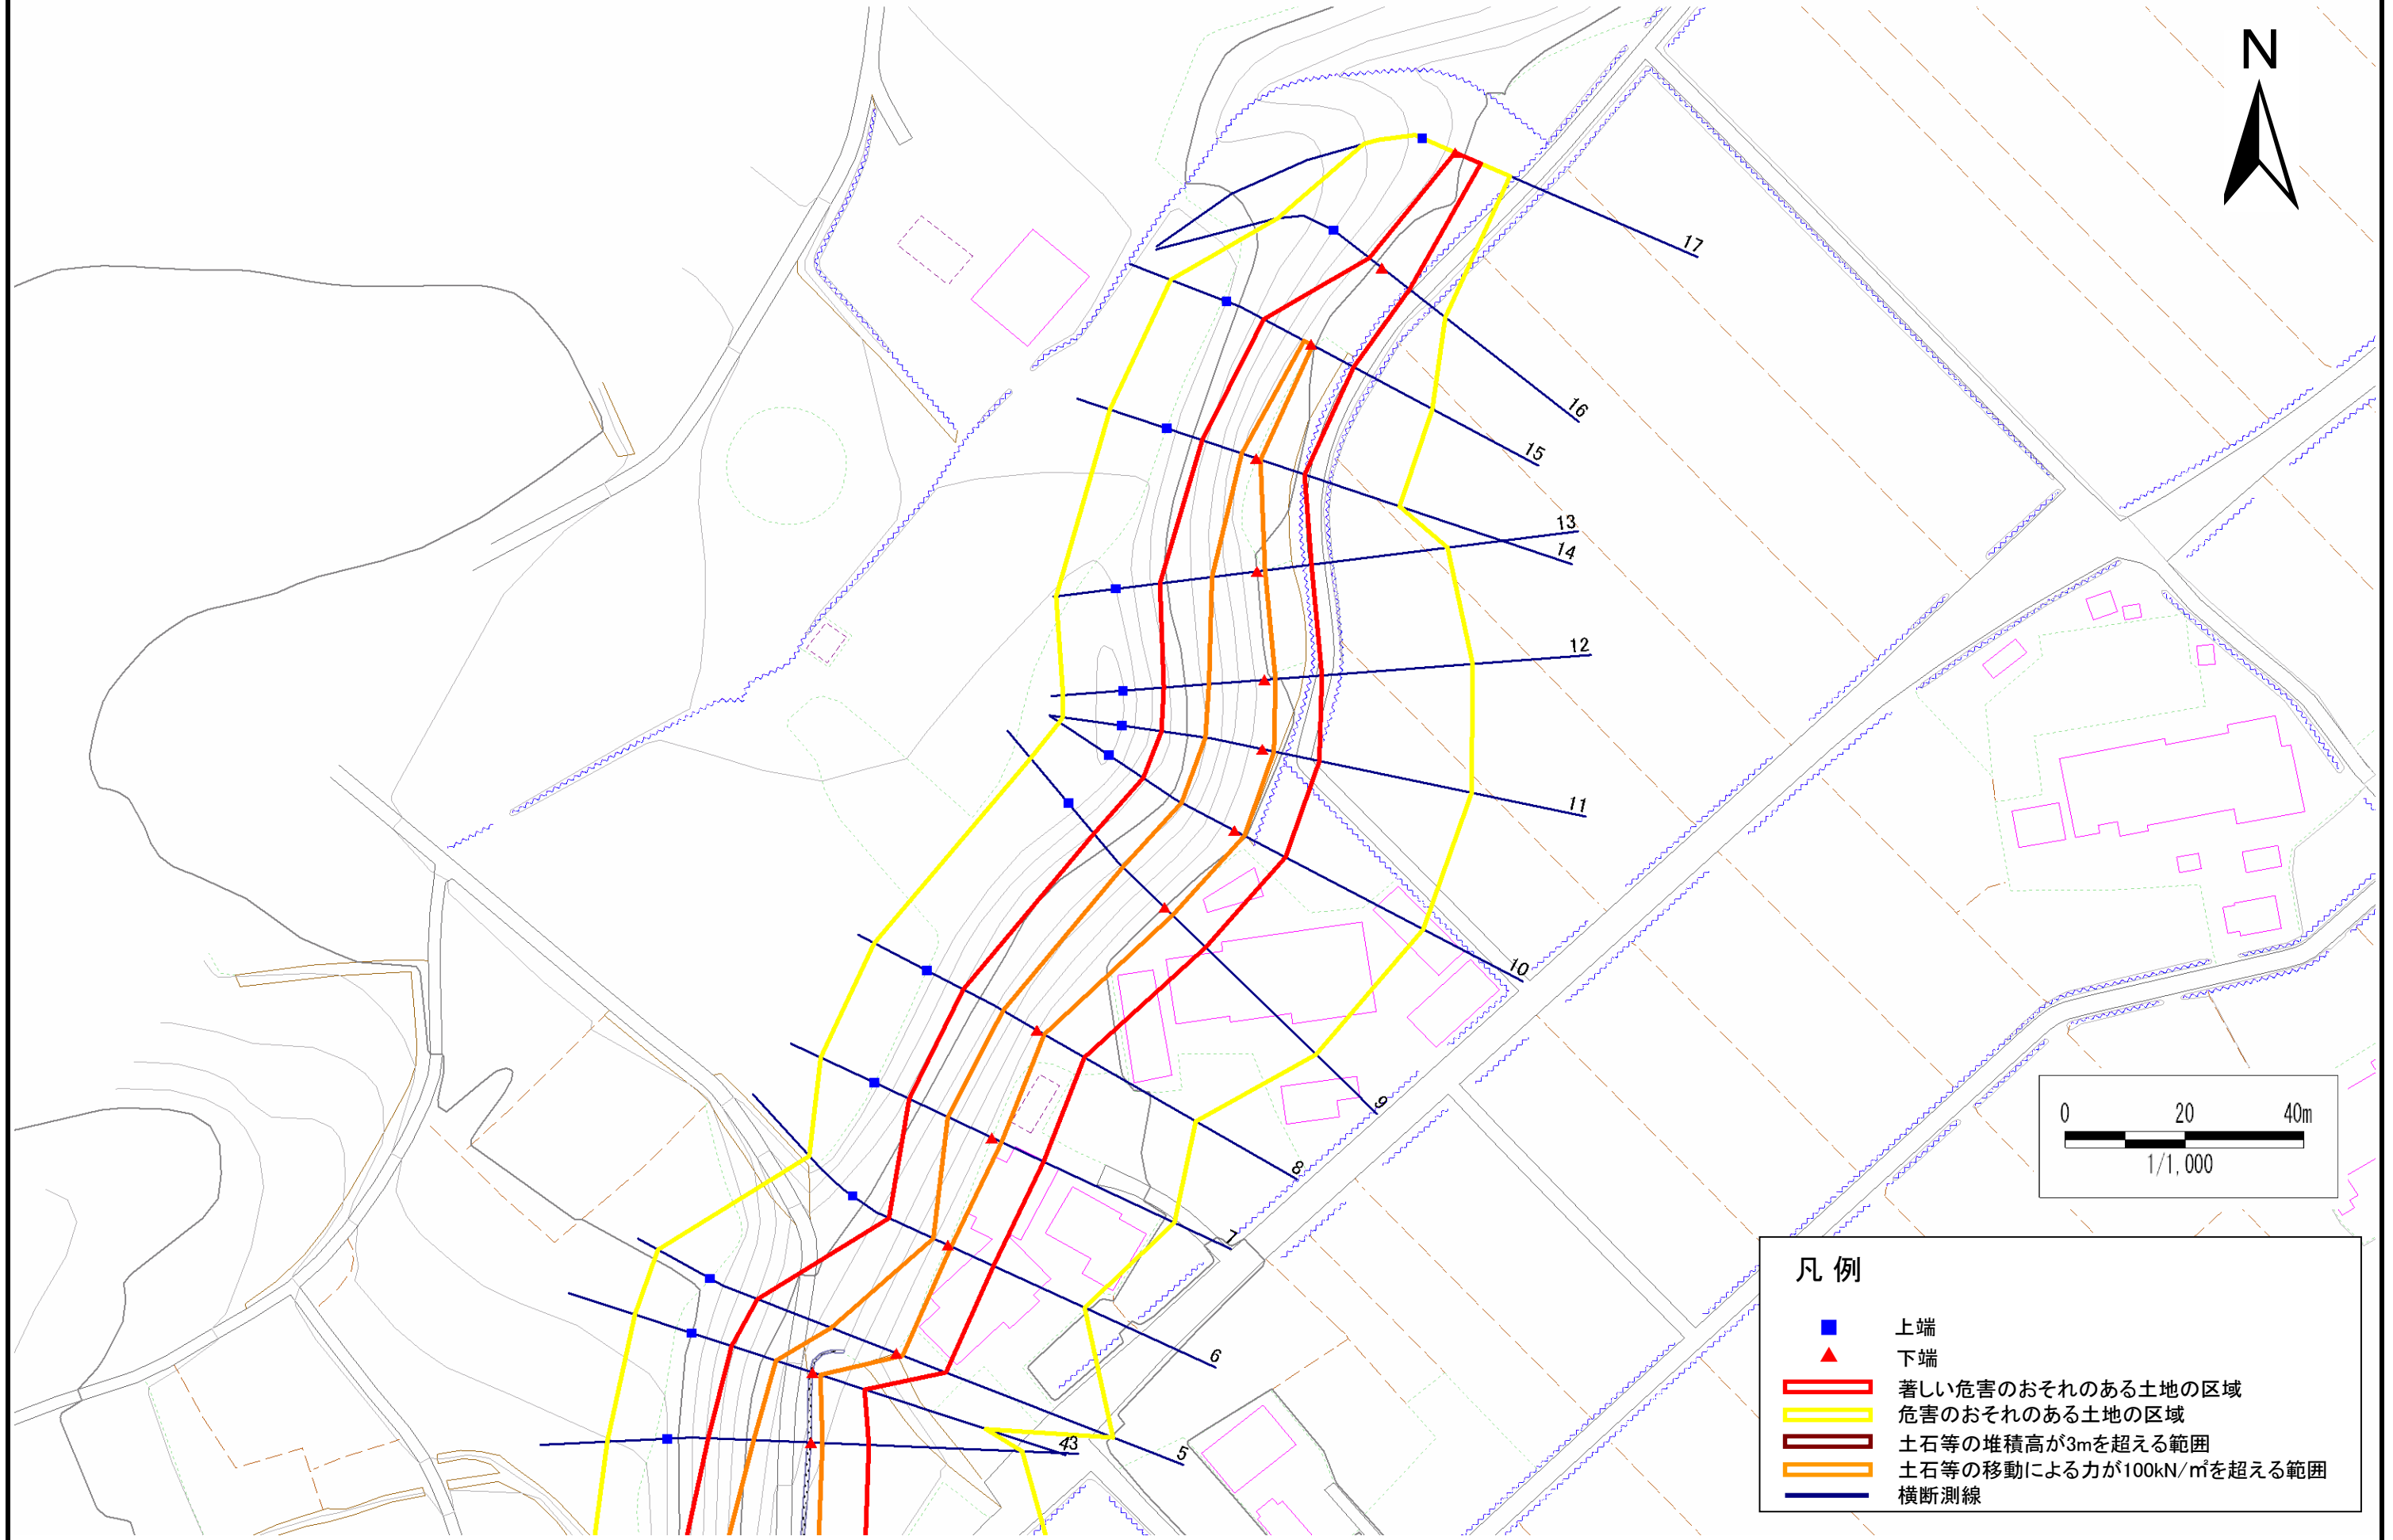 N
17
16
15
13
14
12
11
10
9
8
7
6
5
43
0 20 40m
1/1,000
凡 例
上端
下端
著しい危害のおそれのある土地の区域
危害のおそれのある土地の区域
土石等の堆積高が3mを超える範囲
土石等の移動による力が100kN/㎡を超える範囲
横断測線